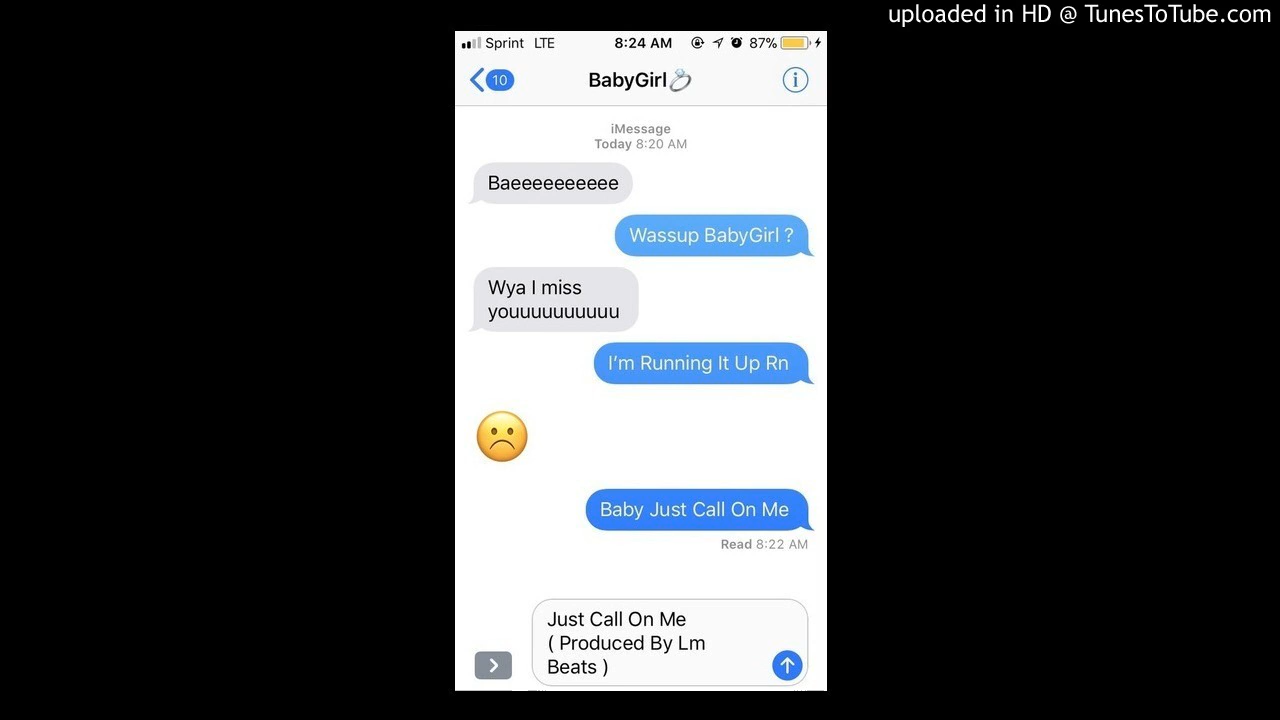 uploaded in HD @ TunesToTube.com
Sprint LTE 8:24 AM 87%
10 BabyGirl💍
iMessage
Today 8:20 AM
Baeeeeeeeeee
Wassup BabyGirl ?
Wya I miss
youuuuuuuuuuu
I'm Running It Up Rn
☹️
Baby Just Call On Me
Read 8:22 AM
Just Call On Me
( Produced By Lm
Beats )